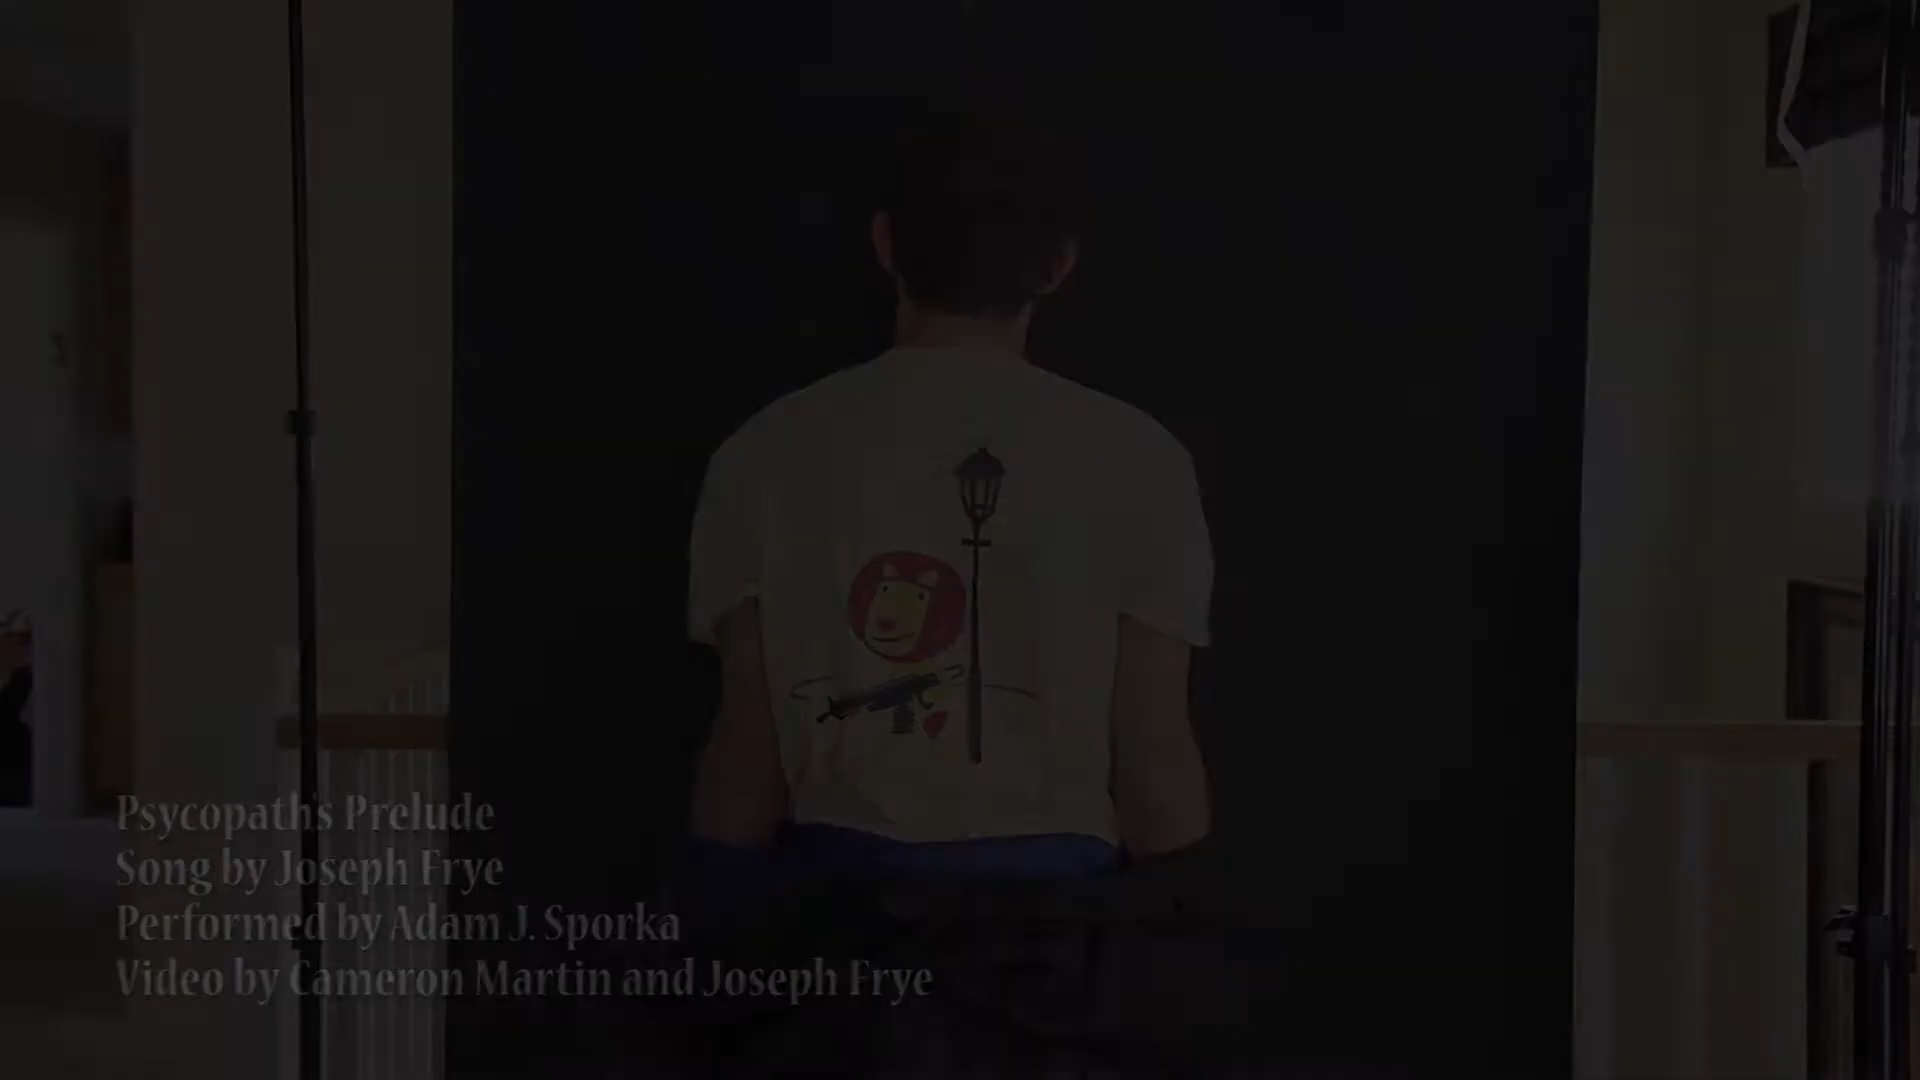 Psycopath's Prelude
Song by Joseph Frye
Performed by Adam J. Sporka
Video by Cameron Martin and Joseph Frye